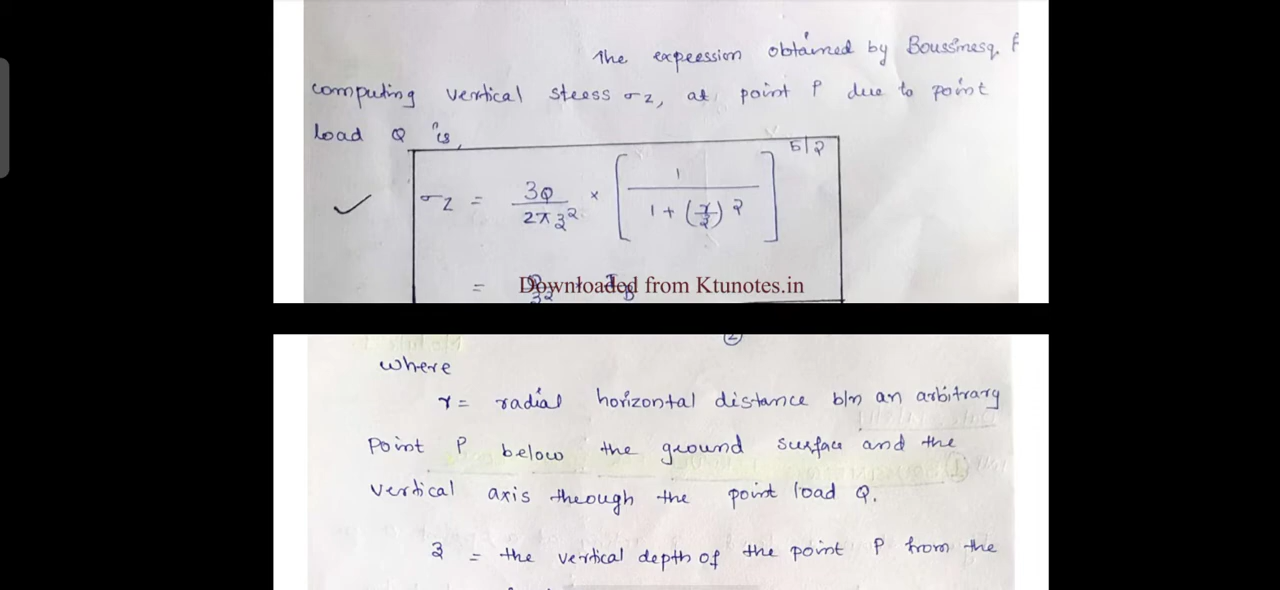 The expression obtained by Boussinesq f
computing vertical stress σz, at point P due to point
load Q is,
σz = 3Q / 2πz² × [ 1 / 1 + (r/z)² ] 5/2
= Downloaded from Ktunotes.in
②
where
r = radial horizontal distance b/n an arbitrary
Point P below the ground surface and the
vertical axis through the point load Q.
z = the vertical depth of the point P from the